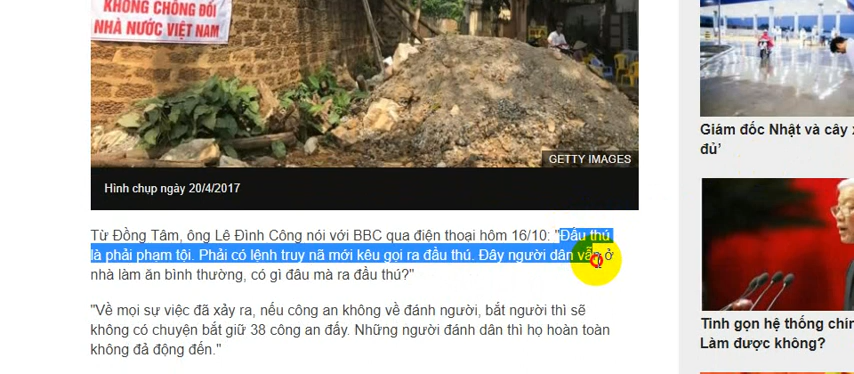 KHÔNG CHỐNG ĐỐI
NHÀ NƯỚC VIỆT NAM
GETTY IMAGES
Hình chụp ngày 20/4/2017
Từ Đồng Tâm, ông Lê Đình Công nói với BBC qua điện thoại hôm 16/10: "Đầu thú
là phải phạm tội. Phải có lệnh truy nã mới kêu gọi ra đầu thú. Đây người dân vẫn ở
nhà làm ăn bình thường, có gì đâu mà ra đầu thú?"
"Về mọi sự việc đã xảy ra, nếu công an không về đánh người, bắt người thì sẽ
không có chuyện bắt giữ 38 công an đấy. Những người đánh dân thì họ hoàn toàn
không đả động đến."
Giám đốc Nhật và cây
đủ'
Tinh gọn hệ thống chín
Làm được không?